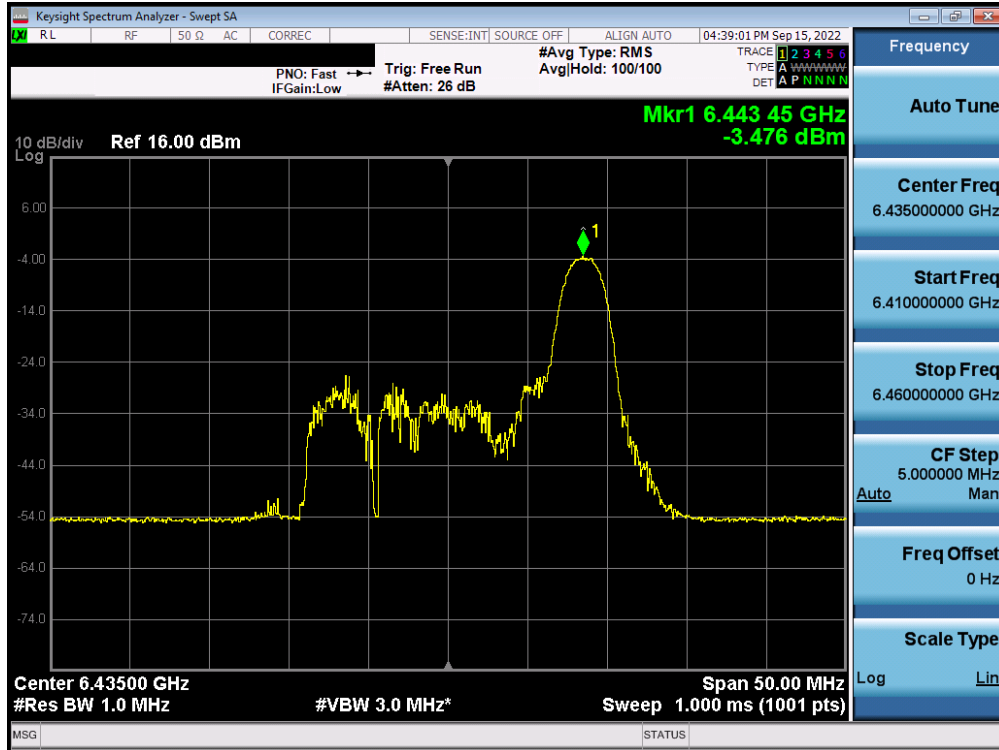 Keysight Spectrum Analyzer - Swept SA
LXI RL RF 50 Ω AC CORREC SENSE:INT SOURCE OFF ALIGN AUTO 04:39:01 PM Sep 15, 2022
PNO: Fast
IFGain:Low
Trig: Free Run
#Atten: 26 dB
#Avg Type: RMS
Avg|Hold: 100/100
TRACE 1 2 3 4 5 6
TYPE A WWWWW
DET A P N N N N
Mkr1 6.443 45 GHz
-3.476 dBm
10 dB/div Ref 16.00 dBm
Log
6.00
1
-4.00
-14.0
-24.0
-34.0
-44.0
-54.0
-64.0
-74.0
Center 6.43500 GHz Span 50.00 MHz
#Res BW 1.0 MHz #VBW 3.0 MHz* Sweep 1.000 ms (1001 pts)
MSG STATUS
Frequency
Auto Tune
Center Freq
6.435000000 GHz
Start Freq
6.410000000 GHz
Stop Freq
6.460000000 GHz
CF Step
5.000000 MHz
Auto Man
Freq Offset
0 Hz
Scale Type
Log Lin